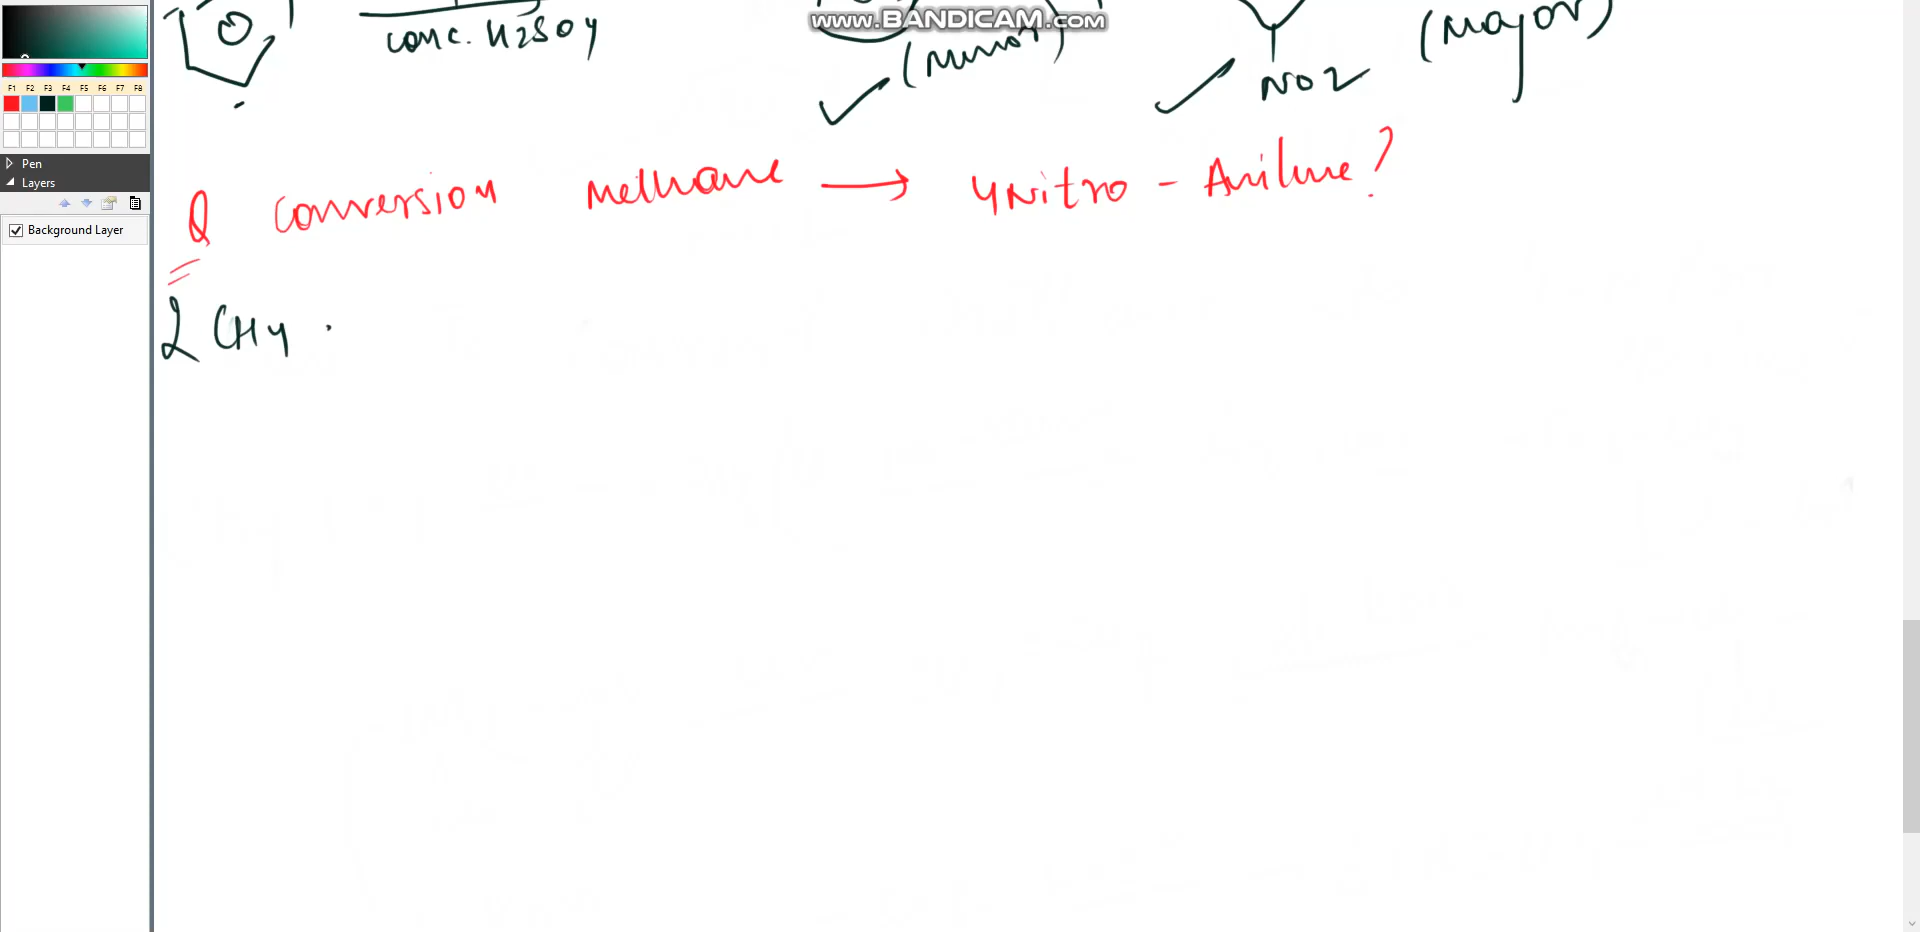 www.BANDICAM.com
conc. H2SO4
(Minor)
(Major)
NO2
F1 F2 F3 F4 F5 F6 F7 F8
Pen
Layers
Q conversion Methane → 4Nitro - Aniline?
Background Layer
2 CH4